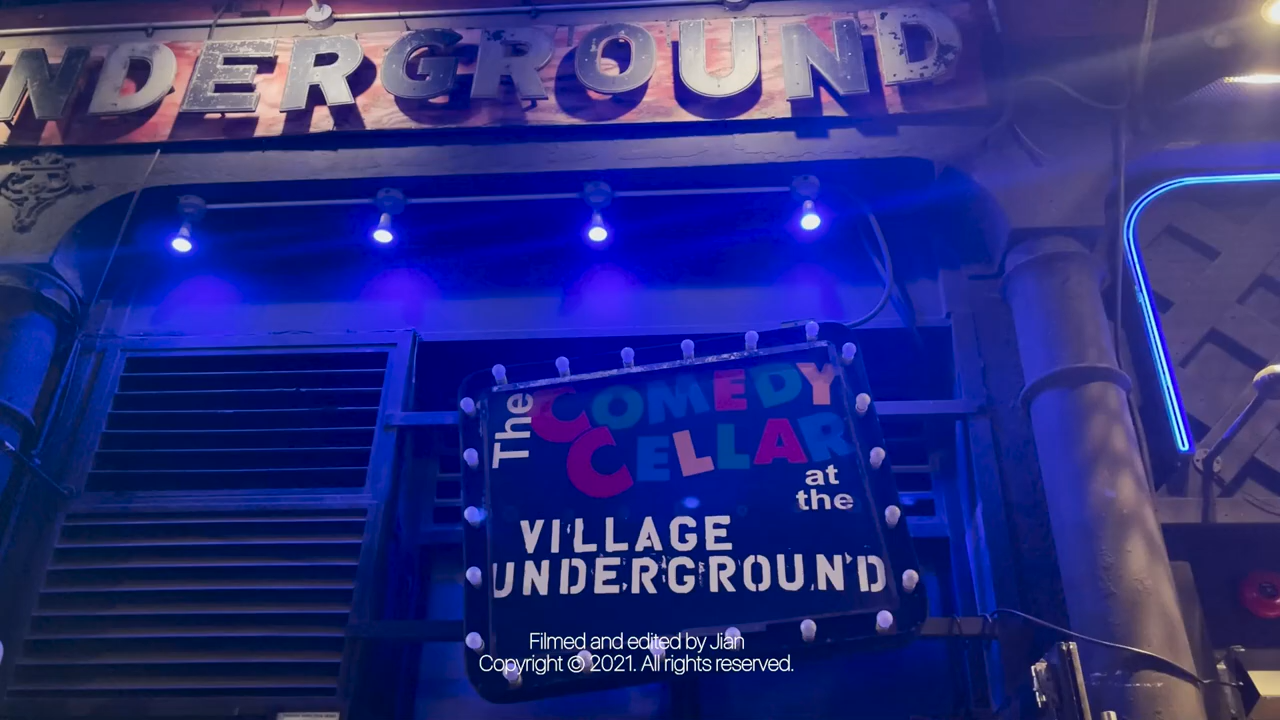 NDERGROUND
The
COMEDY
CELLAR
at
the
VILLAGE
UNDERGROUND
Filmed and edited by Jian
Copyright © 2021. All rights reserved.